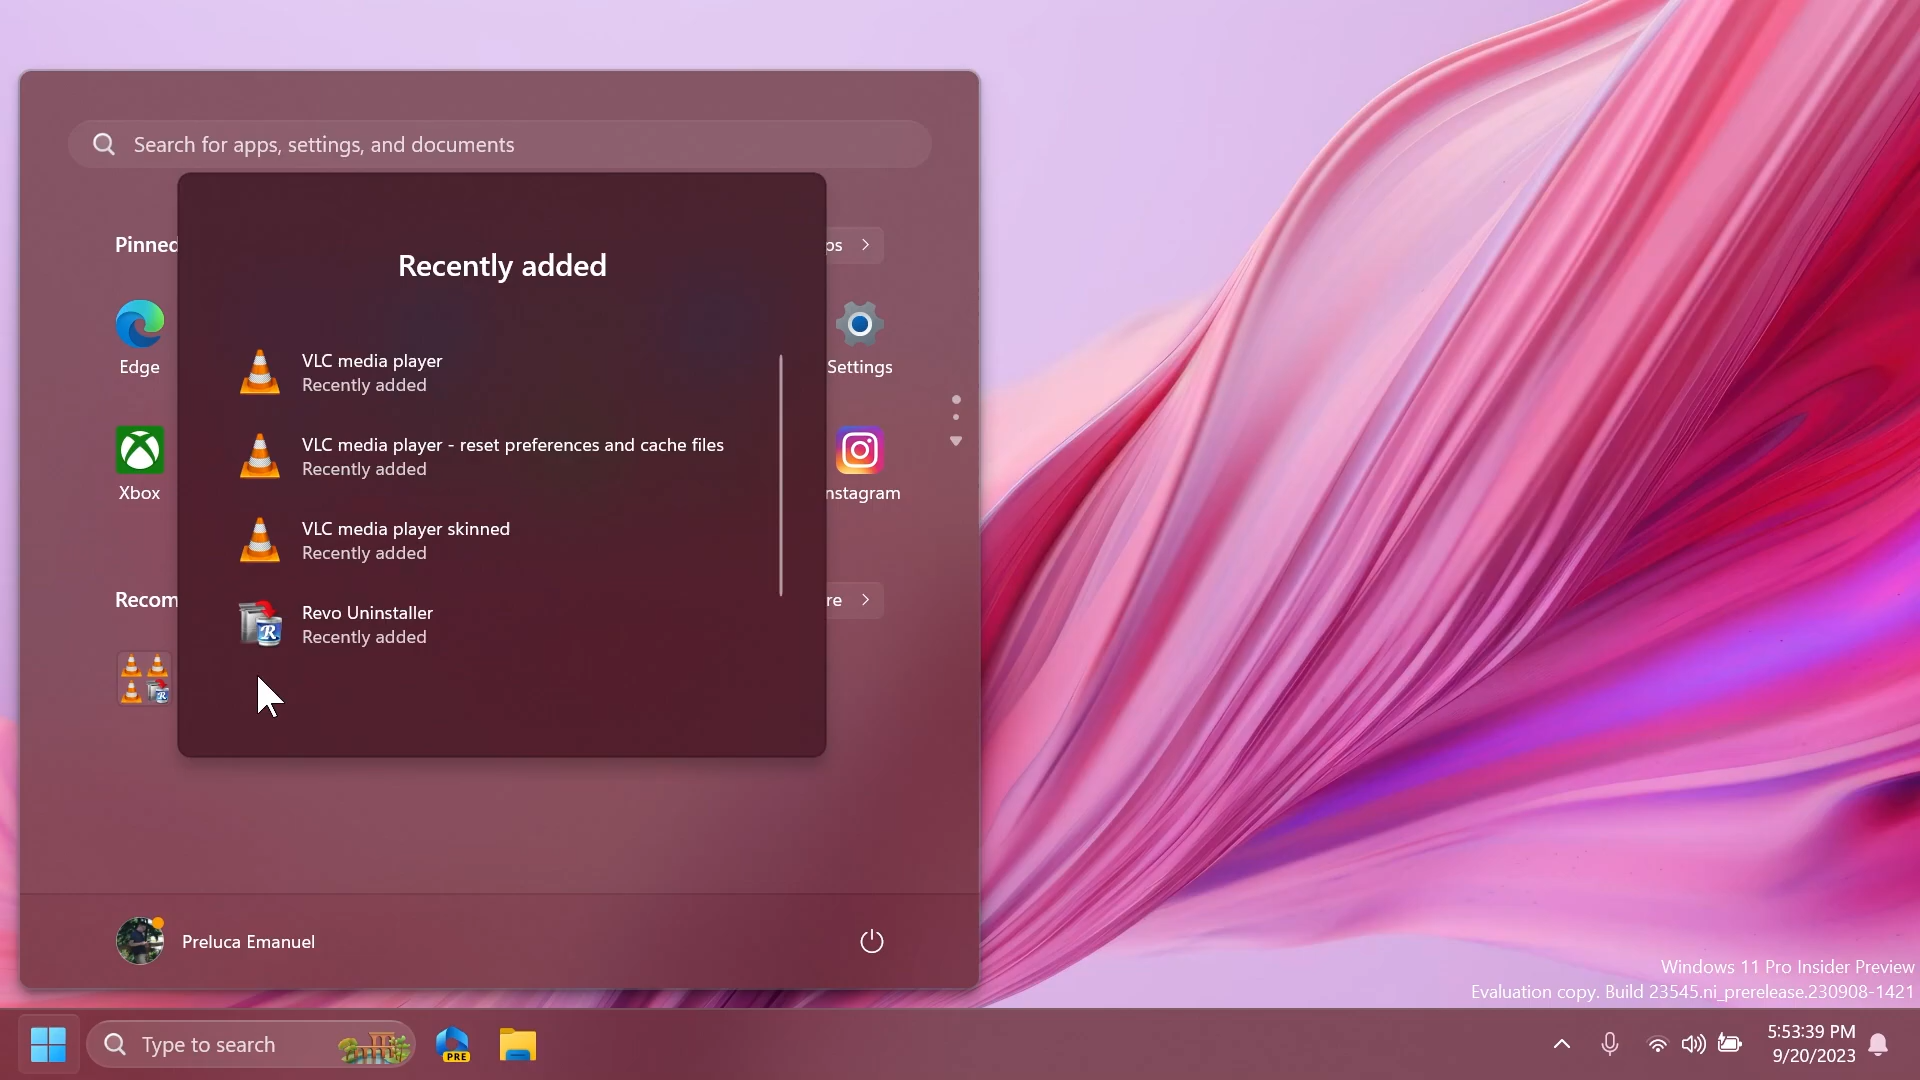 Search for apps, settings, and documents
Pinned
ps
Recently added
Edge
Settings
VLC media player
Recently added
VLC media player - reset preferences and cache files
Recently added
Xbox
nstagram
VLC media player skinned
Recently added
Recom
re
Revo Uninstaller
Recently added
Preluca Emanuel
Windows 11 Pro Insider Preview
Evaluation copy. Build 23545.ni_prerelease.230908-1421
Type to search
PRE
5:53:39 PM
9/20/2023